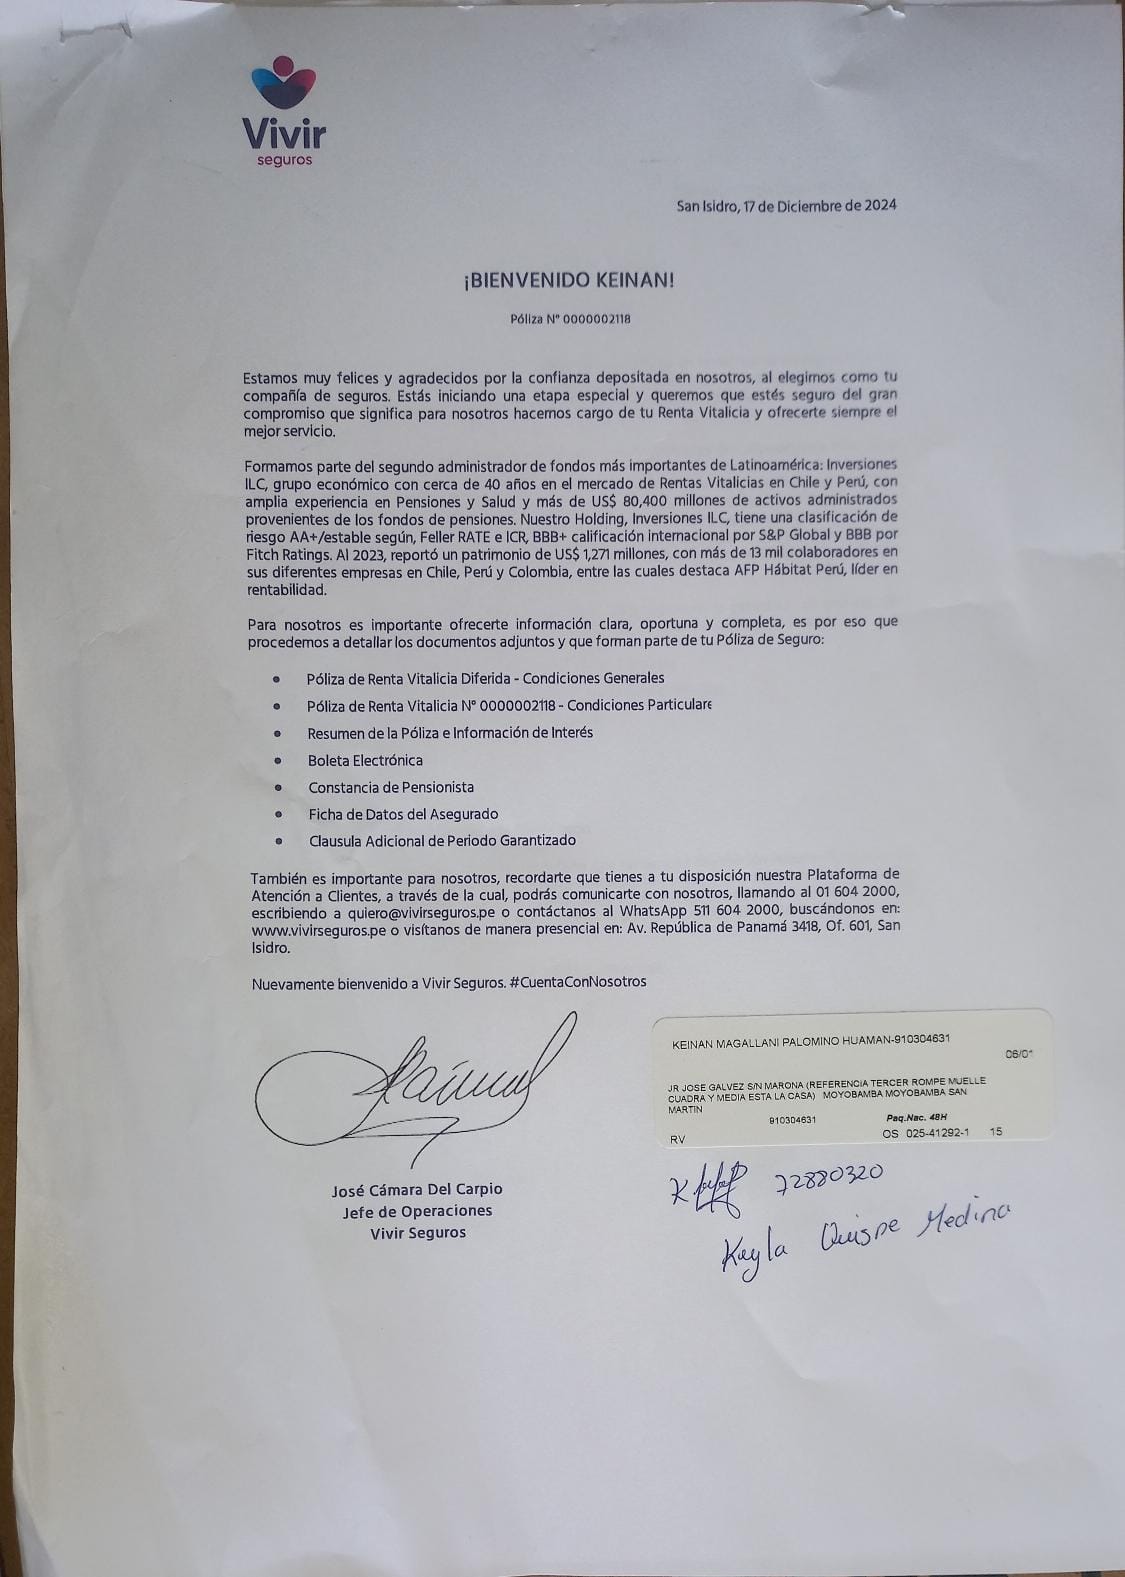 Vivir
seguros
San Isidro, 17 de Diciembre de 2024
¡BIENVENIDO KEINAN!
Póliza N° 0000002118
Estamos muy felices y agradecidos por la confianza depositada en nosotros, al elegirnos como tu
compañía de seguros. Estás iniciando una etapa especial y queremos que estés seguro del gran
compromiso que significa para nosotros hacernos cargo de tu Renta Vitalicia y ofrecerte siempre el
mejor servicio.
Formamos parte del segundo administrador de fondos más importantes de Latinoamérica: Inversiones
ILC, grupo económico con cerca de 40 años en el mercado de Rentas Vitalicias en Chile y Perú, con
amplia experiencia en Pensiones y Salud y más de US$ 80,400 millones de activos administrados
provenientes de los fondos de pensiones. Nuestro Holding, Inversiones ILC, tiene una clasificación de
riesgo AA+/estable según, Feller RATE e ICR, BBB+ calificación internacional por S&P Global y BBB por
Fitch Ratings. Al 2023, reportó un patrimonio de US$ 1,271 millones, con más de 13 mil colaboradores en
sus diferentes empresas en Chile, Perú y Colombia, entre las cuales destaca AFP Hábitat Perú, líder en
rentabilidad.
Para nosotros es importante ofrecerte información clara, oportuna y completa, es por eso que
procedemos a detallar los documentos adjuntos y que forman parte de tu Póliza de Seguro:
• Póliza de Renta Vitalicia Diferida - Condiciones Generales
• Póliza de Renta Vitalicia N° 0000002118 - Condiciones Particulare
• Resumen de la Póliza e Información de Interés
• Boleta Electrónica
• Constancia de Pensionista
• Ficha de Datos del Asegurado
• Clausula Adicional de Periodo Garantizado
También es importante para nosotros, recordarte que tienes a tu disposición nuestra Plataforma de
Atención a Clientes, a través de la cual, podrás comunicarte con nosotros, llamando al 01 604 2000,
escribiendo a quiero@vivirseguros.pe o contáctanos al WhatsApp 511 604 2000, buscándonos en:
www.vivirseguros.pe o visítanos de manera presencial en: Av. República de Panamá 3418, Of. 601, San
Isidro.
Nuevamente bienvenido a Vivir Seguros. #CuentaConNosotros
José Cámara Del Carpio
Jefe de Operaciones
Vivir Seguros
KEINAN MAGALLANI PALOMINO HUAMAN-910304631
06/01
JR JOSE GALVEZ S/N MARONA (REFERENCIA TERCER ROMPE MUELLE
CUADRA Y MEDIA ESTA LA CASA) MOYOBAMBA MOYOBAMBA SAN
MARTIN
910304631 Paq.Nac. 48H
RV OS 025-41292-1 15
72880320
Kayla Quispe Medina